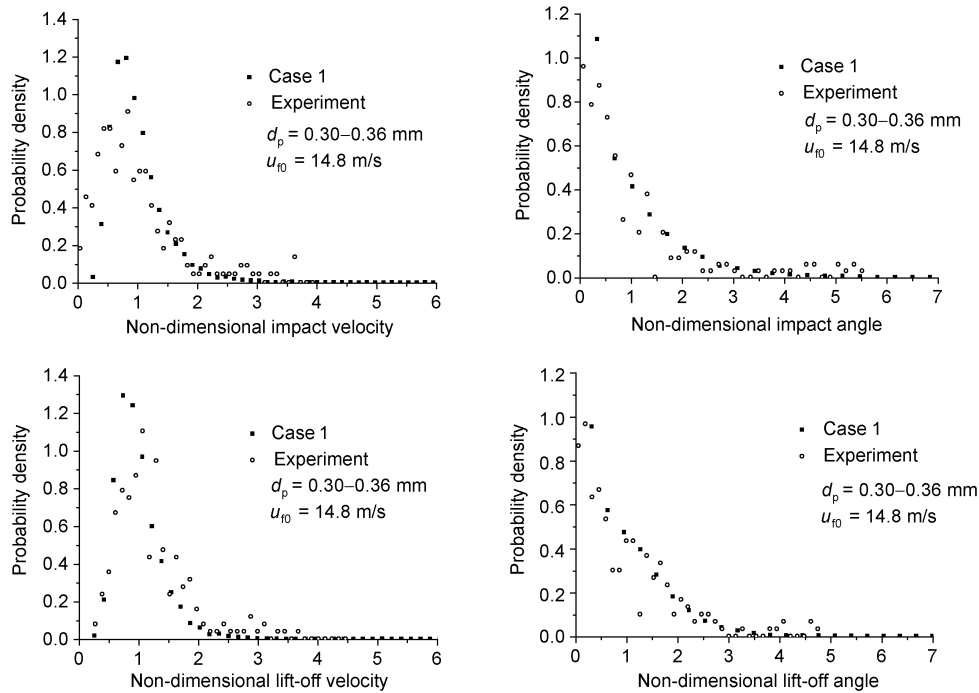 1.4
1.2
1.0
0.8
0.6
0.4
0.2
0.0
Probability density
Case 1
Experiment
dp = 0.30–0.36 mm
uf0 = 14.8 m/s
0 1 2 3 4 5 6
Non-dimensional impact velocity
1.2
1.0
0.8
0.6
0.4
0.2
0.0
Probability density
Case 1
Experiment
dp = 0.30–0.36 mm
uf0 = 14.8 m/s
0 1 2 3 4 5 6 7
Non-dimensional impact angle
1.4
1.2
1.0
0.8
0.6
0.4
0.2
0.0
Probability density
Case 1
Experiment
dp = 0.30–0.36 mm
uf0 = 14.8 m/s
0 1 2 3 4 5 6
Non-dimensional lift-off velocity
1.2
1.0
0.8
0.6
0.4
0.2
0.0
Probability density
Case 1
Experiment
dp = 0.30–0.36 mm
uf0 = 14.8 m/s
0 1 2 3 4 5 6 7
Non-dimensional lift-off angle